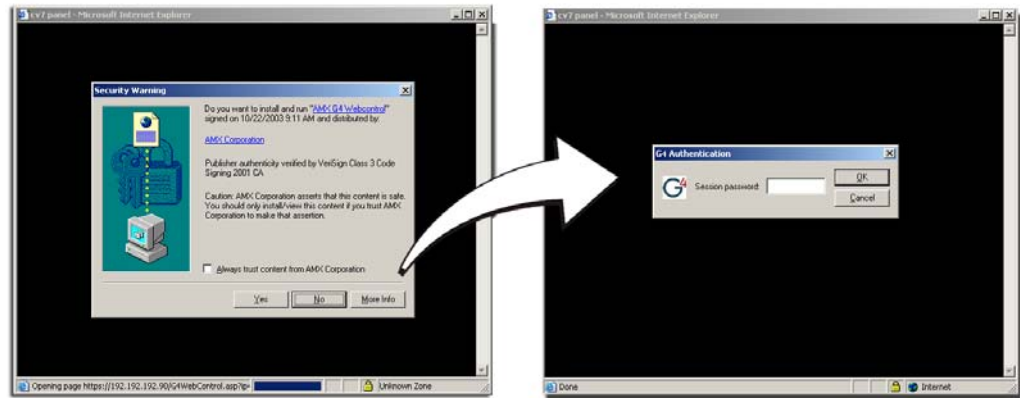 cv7 panel - Microsoft Internet Explorer
Security Warning
Do you want to install and run "AMX G4 Webcontrol"
signed on 10/22/2003 9:11 AM and distributed by:
AMX Corporation
Publisher authenticity verified by VeriSign Class 3 Code
Signing 2001 CA
Caution: AMX Corporation asserts that this content is safe.
You should only install/view this content if you trust AMX
Corporation to make that assertion.
Always trust content from AMX Corporation
Yes
No
More Info
Opening page https://192.192.192.90/G4WebControl.asp?ip=
Unknown Zone
cv7 panel - Microsoft Internet Explorer
G4 Authentication
G4
Session password:
OK
Cancel
Done
Internet